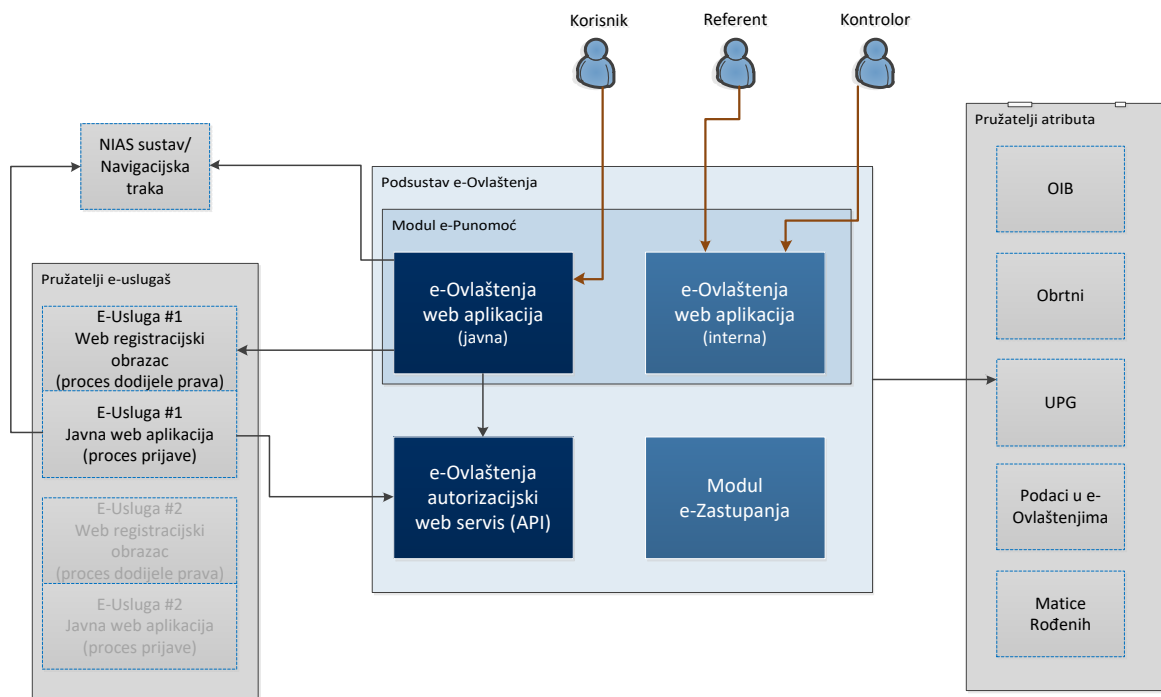 Korisnik
Referent
Kontrolor
NIAS sustav/
Navigacijska
traka
Pružatelji e-uslugaš
E-Usluga #1
Web registracijski
obrazac
(proces dodijele prava)
E-Usluga #1
Javna web aplikacija
(proces prijave)
E-Usluga #2
Web registracijski
obrazac
(proces dodijele prava)
E-Usluga #2
Javna web aplikacija
(proces prijave)
Podsustav e-Ovlaštenja
Modul e-Punomoć
e-Ovlaštenja
web aplikacija
(javna)
e-Ovlaštenja
web aplikacija
(interna)
e-Ovlaštenja
autorizacijski
web servis (API)
Modul
e-Zastupanja
Pružatelji atributa
OIB
Obrtni
UPG
Podaci u e-
Ovlaštenjima
Matice
Rođenih